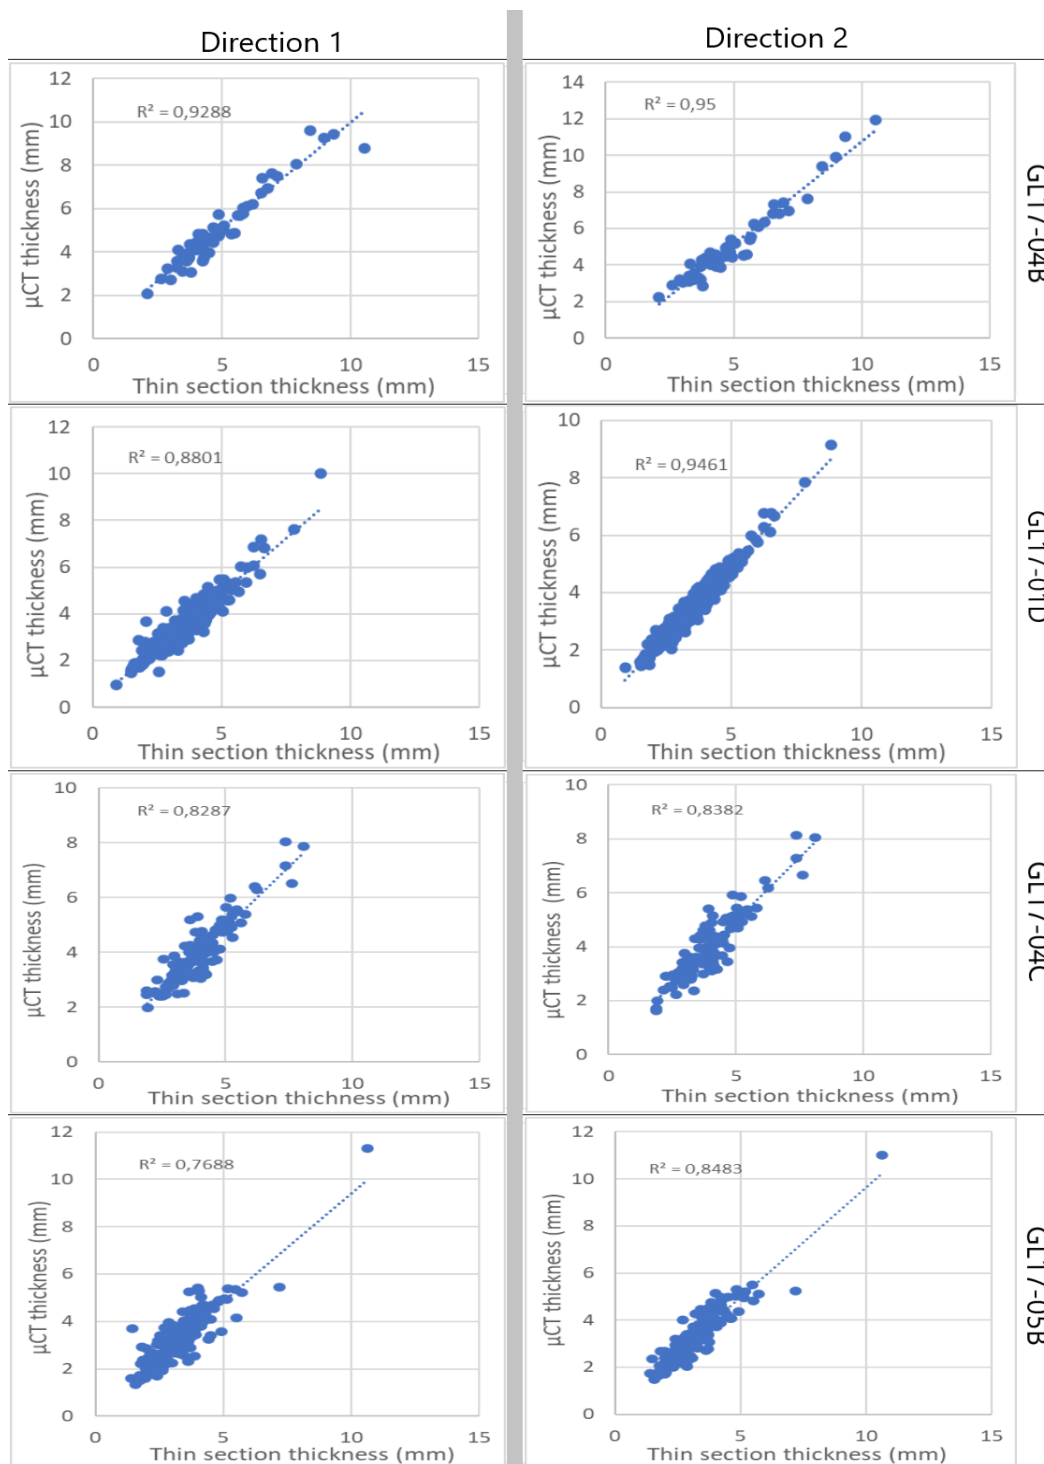 Direction 1
Direction 2
12
10
8
6
4
2
0
R² = 0,9288
µCT thickness (mm)
0 5 10 15
Thin section thickness (mm)
14
12
10
8
6
4
2
0
R² = 0,95
µCT thickness (mm)
0 5 10 15
Thin section thickness (mm)
GL17-04B
12
10
8
6
4
2
0
R² = 0,8801
µCT thickness (mm)
0 5 10 15
Thin section thickness (mm)
10
8
6
4
2
0
R² = 0,9461
µCT thickness (mm)
0 5 10 15
Thin section thickness (mm)
GL17-01D
10
8
6
4
2
0
R² = 0,8287
µCT thickness (mm)
0 5 10 15
Thin section thichness (mm)
10
8
6
4
2
0
R² = 0,8382
µCT thickness (mm)
0 5 10 15
Thin section thickness (mm)
GL17-04C
12
10
8
6
4
2
0
R² = 0,7688
µCT thickness (mm)
0 5 10 15
Thin section thickness (mm)
12
10
8
6
4
2
0
R² = 0,8483
µCT thickness (mm)
0 5 10 15
Thin section thickness (mm)
GL17-05B